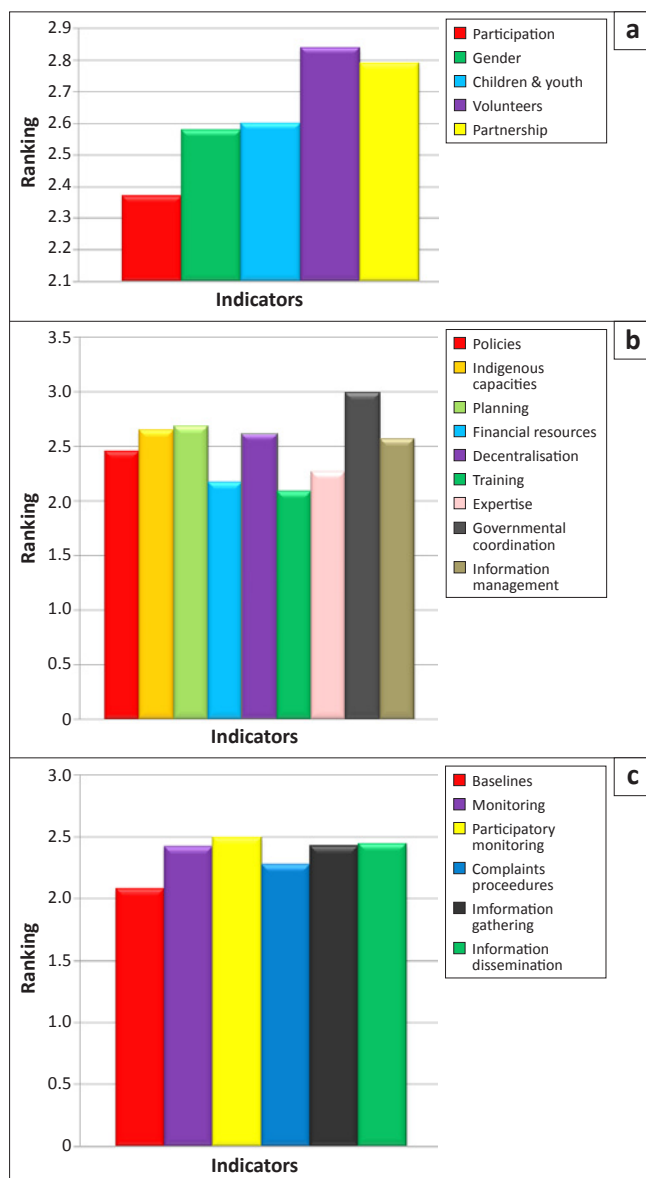 a
2.9
2.8
2.7
2.6
2.5
2.4
2.3
2.2
2.1
Ranking
Indicators
Participation
Gender
Children & youth
Volunteers
Partnership
b
3.5
3.0
2.5
2.0
1.5
1.0
0.5
0
Ranking
Indicators
Policies
Indigenous
capacities
Planning
Financial resources
Decentralisation
Training
Expertise
Governmental
coordination
Information
management
c
3.0
2.5
2.0
1.5
1.0
0.5
0
Ranking
Indicators
Baselines
Monitoring
Participatory
monitoring
Complaints
proceedures
Imformation
gathering
Information
dissemination